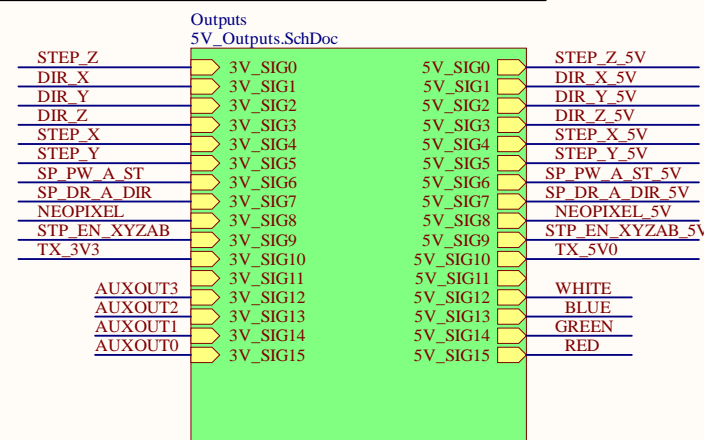 Outputs
5V_Outputs.SchDoc
STEP_Z 3V_SIG0 5V_SIG0 STEP_Z_5V
DIR_X 3V_SIG1 5V_SIG1 DIR_X_5V
DIR_Y 3V_SIG2 5V_SIG2 DIR_Y_5V
DIR_Z 3V_SIG3 5V_SIG3 DIR_Z_5V
STEP_X 3V_SIG4 5V_SIG4 STEP_X_5V
STEP_Y 3V_SIG5 5V_SIG5 STEP_Y_5V
SP_PW_A_ST 3V_SIG6 5V_SIG6 SP_PW_A_ST_5V
SP_DR_A_DIR 3V_SIG7 5V_SIG7 SP_DR_A_DIR_5V
NEOPIXEL 3V_SIG8 5V_SIG8 NEOPIXEL_5V
STP_EN_XYZAB 3V_SIG9 5V_SIG9 STP_EN_XYZAB_5V
TX_3V3 3V_SIG10 5V_SIG10 TX_5V0
3V_SIG11 5V_SIG11
AUXOUT3 3V_SIG12 5V_SIG12 WHITE
AUXOUT2 3V_SIG13 5V_SIG13 BLUE
AUXOUT1 3V_SIG14 5V_SIG14 GREEN
AUXOUT0 3V_SIG15 5V_SIG15 RED